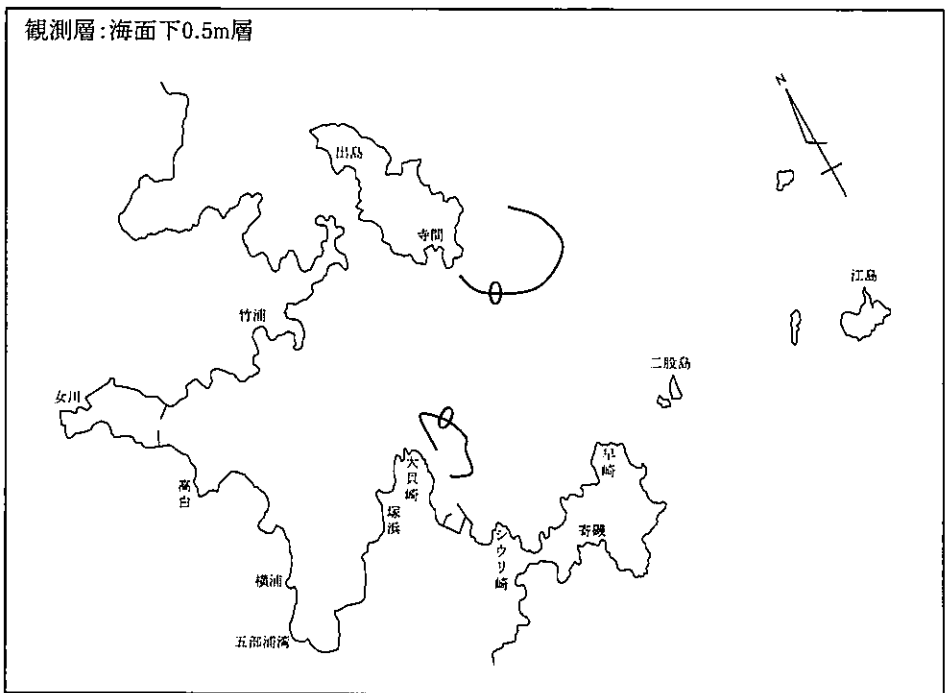 観測層:海面下0.5m層
N
出島
寺間
江島
竹浦
二股島
女川
早崎
大貝崎
高白
塚浜
寄磯
シウリ崎
横浦
五部浦湾